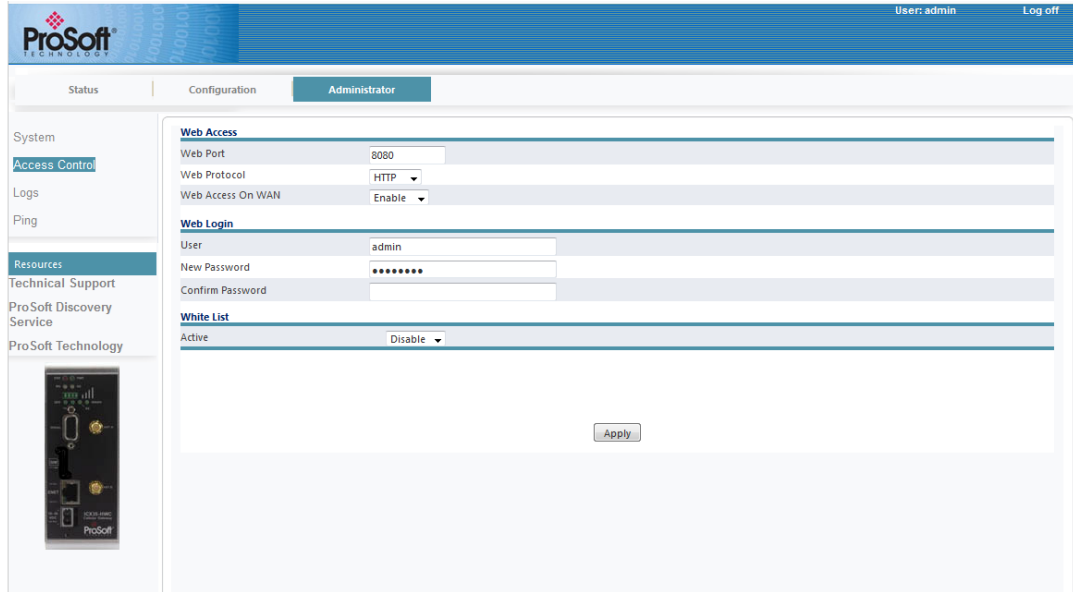 User: admin
Log off
ProSoft
TECHNOLOGY
Status
Configuration
Administrator
System
Access Control
Logs
Ping
Resources
Technical Support
ProSoft Discovery
Service
ProSoft Technology
ProSoft
Web Access
Web Port
8080
Web Protocol
HTTP
Web Access On WAN
Enable
Web Login
User
admin
New Password
••••••••
Confirm Password
White List
Active
Disable
Apply